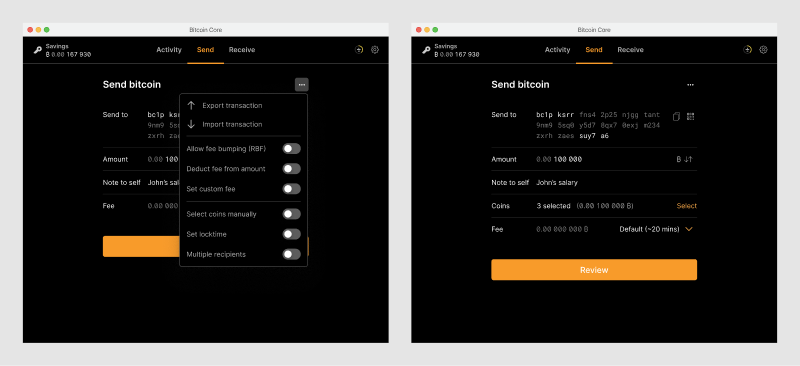 Bitcoin Core
Savings
₿ 0.00 167 930
Activity
Send
Receive
Send bitcoin
Send to
bc1p ksrr
9nm9 5sq
zxrh zae
Amount
0.00 100
Note to self
John's salary
Fee
0.00 000
Export transaction
Import transaction
Allow fee bumping (RBF)
Deduct fee from amount
Set custom fee
Select coins manually
Set locktime
Multiple recipients
Bitcoin Core
Savings
₿ 0.00 167 930
Activity
Send
Receive
Send bitcoin
Send to
bc1p ksrr fns4 2p25 njgg tant
9nm9 5sq0 y5d7 8qx7 0exj m234
zxrh zaes suy7 a6
Amount
0.00 100 000
₿
Note to self
John's salary
Coins
3 selected (0.00 100 000 ₿)
Select
Fee
0.00 000 000 ₿
Default (~20 mins)
Review